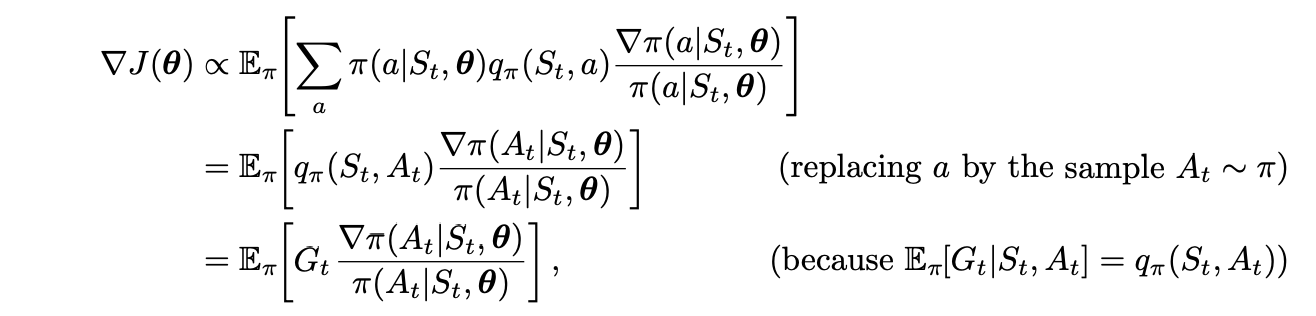 ∇J(𝜽) ∝ 𝔼_π[∑_a π(a|S_t, 𝜽)q_π(S_t, a) ∇π(a|S_t, 𝜽) / π(a|S_t, 𝜽)]
= 𝔼_π[q_π(S_t, A_t) ∇π(A_t|S_t, 𝜽) / π(A_t|S_t, 𝜽)] (replacing a by the sample A_t ∼ π)
= 𝔼_π[G_t ∇π(A_t|S_t, 𝜽) / π(A_t|S_t, 𝜽)], (because 𝔼_π[G_t|S_t, A_t] = q_π(S_t, A_t))